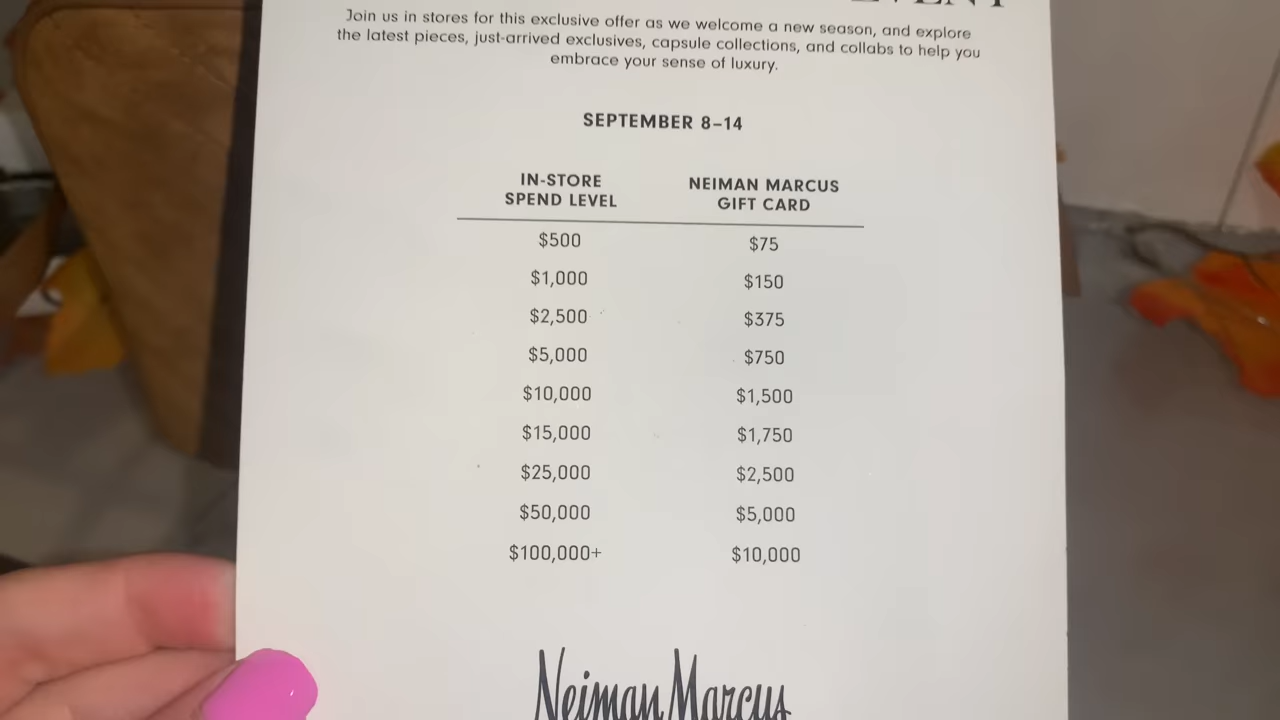 Join us in stores for this exclusive offer as we welcome a new season, and explore
the latest pieces, just-arrived exclusives, capsule collections, and collabs to help you
embrace your sense of luxury.
SEPTEMBER 8–14
IN-STORE SPEND LEVEL NEIMAN MARCUS GIFT CARD
$500 $75
$1,000 $150
$2,500 $375
$5,000 $750
$10,000 $1,500
$15,000 $1,750
$25,000 $2,500
$50,000 $5,000
$100,000+ $10,000
Neiman Marcus